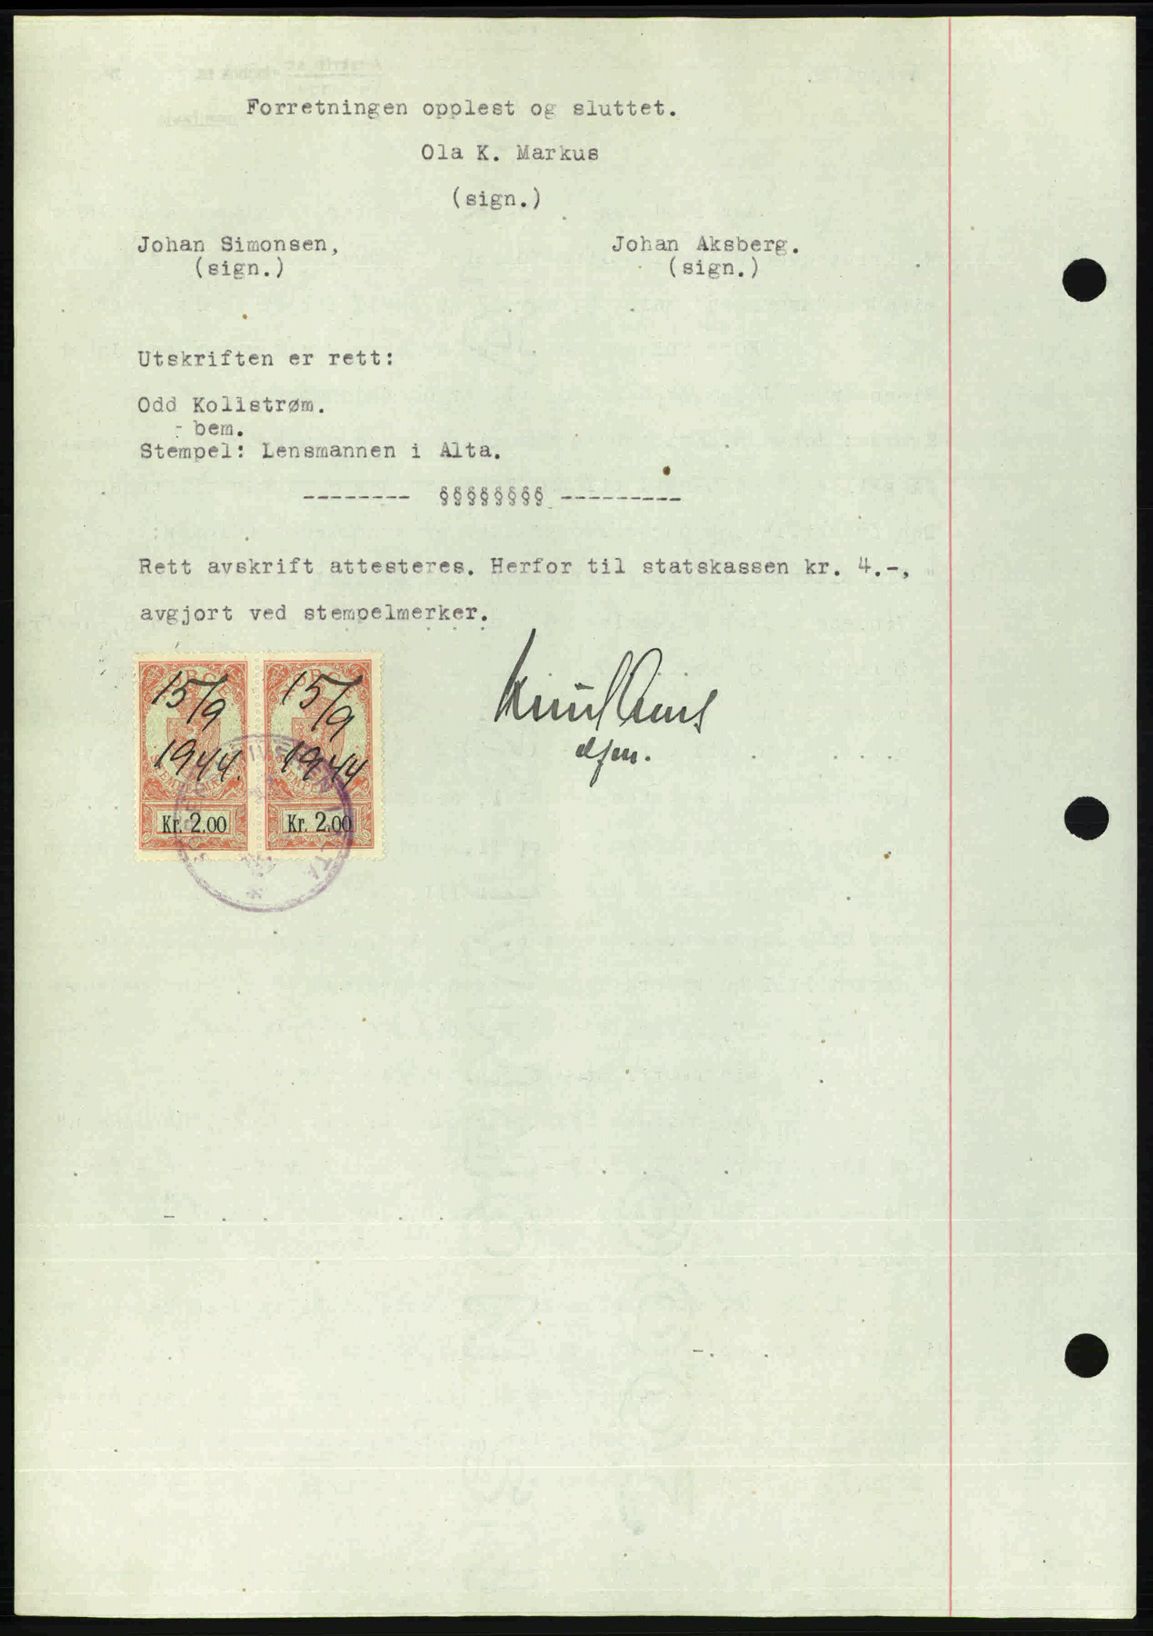 Forretningen opplest og sluttet.
Ola K. Markus
(sign.)
Johan Simonsen, Johan Aksberg.
(sign.) (sign.)
Utskriften er rett:
Odd Kollstrøm.
- bem.
Stempel: Lensmannen i Alta.
-------- §§§§§§§§ ---------
Rett avskrift attesteres. Herfor til statskassen kr. 4.-,
avgjort ved stempelmerker.
15/9 15/9
1944. 1944
Kr. 2.00 Kr. 2.00